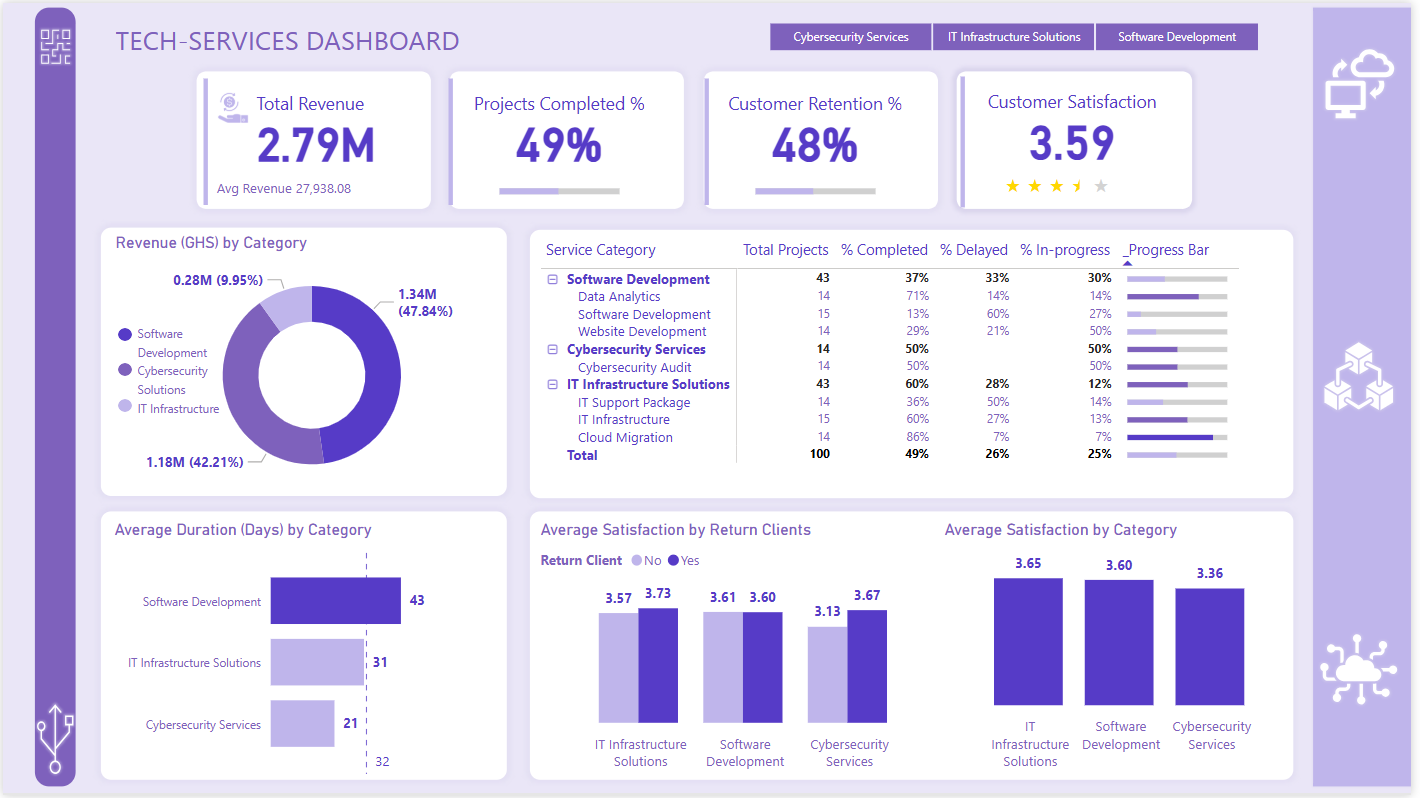 TECH-SERVICES DASHBOARD
Cybersecurity Services
IT Infrastructure Solutions
Software Development
Total Revenue
2.79M
Avg Revenue 27,938.08
Projects Completed %
49%
Customer Retention %
48%
Customer Satisfaction
3.59
Revenue (GHS) by Category
0.28M (9.95%)
1.34M
(47.84%)
Software
Development
Cybersecurity
Solutions
IT Infrastructure
1.18M (42.21%)
Service Category Total Projects % Completed % Delayed % In-progress _Progress Bar
Software Development 43 37% 33% 30%
Data Analytics 14 71% 14% 14%
Software Development 15 13% 60% 27%
Website Development 14 29% 21% 50%
Cybersecurity Services 14 50% 50%
Cybersecurity Audit 14 50% 50%
IT Infrastructure Solutions 43 60% 28% 12%
IT Support Package 14 36% 50% 14%
IT Infrastructure 15 60% 27% 13%
Cloud Migration 14 86% 7% 7%
Total 100 49% 26% 25%
Average Duration (Days) by Category
Software Development 43
IT Infrastructure Solutions 31
Cybersecurity Services 21
32
Average Satisfaction by Return Clients
Return Client No Yes
3.57 3.73 3.61 3.60 3.13 3.67
IT Infrastructure
Solutions
Software
Development
Cybersecurity
Services
Average Satisfaction by Category
3.65 3.60 3.36
IT
Infrastructure
Solutions
Software
Development
Cybersecurity
Services